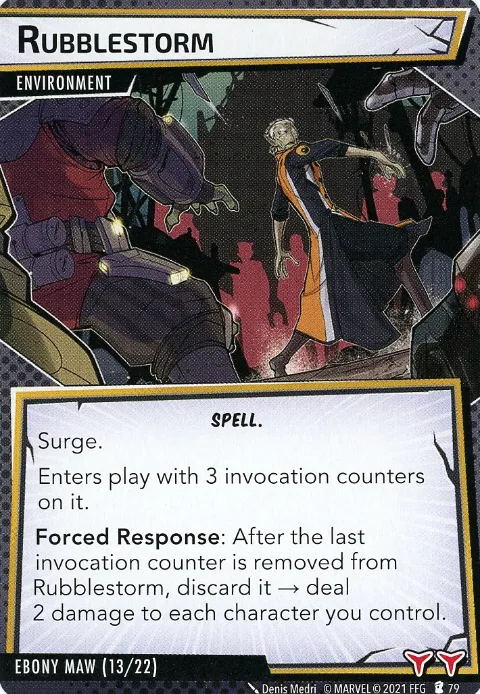 RUBBLESTORM
ENVIRONMENT
SPELL.
Surge.
Enters play with 3 invocation counters
on it.
Forced Response: After the last
invocation counter is removed from
Rubblestorm, discard it → deal
2 damage to each character you control.
EBONY MAW (13/22)
Denis Medri © MARVEL © 2021 FFG 79